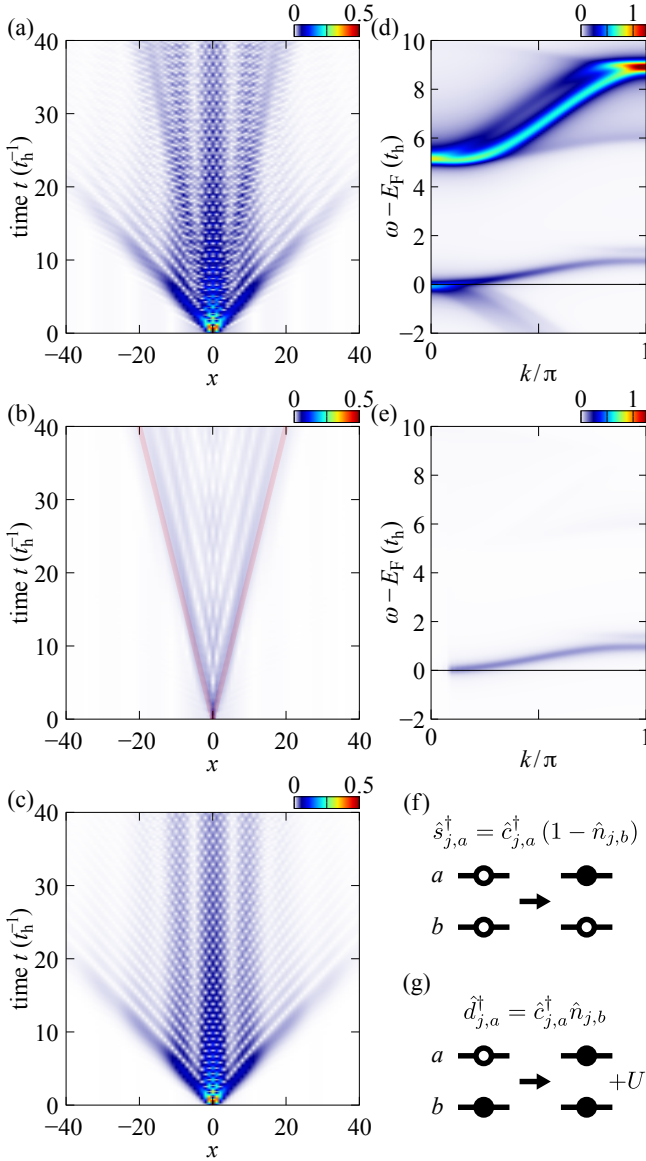 (a)
0 0.5
40
30
20
10
0
time t (t_h^{-1})
−40 −20 0 20 40
x
(d)
0 1
10
8
6
4
2
0
−2
ω − E_F (t_h)
0 1
k/π
(b)
0 0.5
40
30
20
10
0
time t (t_h^{-1})
−40 −20 0 20 40
x
(e)
0 1
10
8
6
4
2
0
−2
ω − E_F (t_h)
0 1
k/π
(c)
0 0.5
40
30
20
10
0
time t (t_h^{-1})
−40 −20 0 20 40
x
(f)
ŝ†_{j,a} = ĉ†_{j,a} (1 − n̂_{j,b})
a
b
(g)
d̂†_{j,a} = ĉ†_{j,a} n̂_{j,b}
a
+U
b